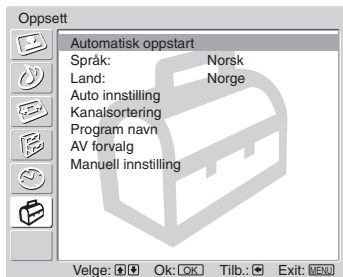 Oppsett
Automatisk oppstart
Språk: Norsk
Land: Norge
Auto innstilling
Kanalsortering
Program navn
AV forvalg
Manuell innstilling
Velge: Ok: OK Tilb.: Exit: MENU